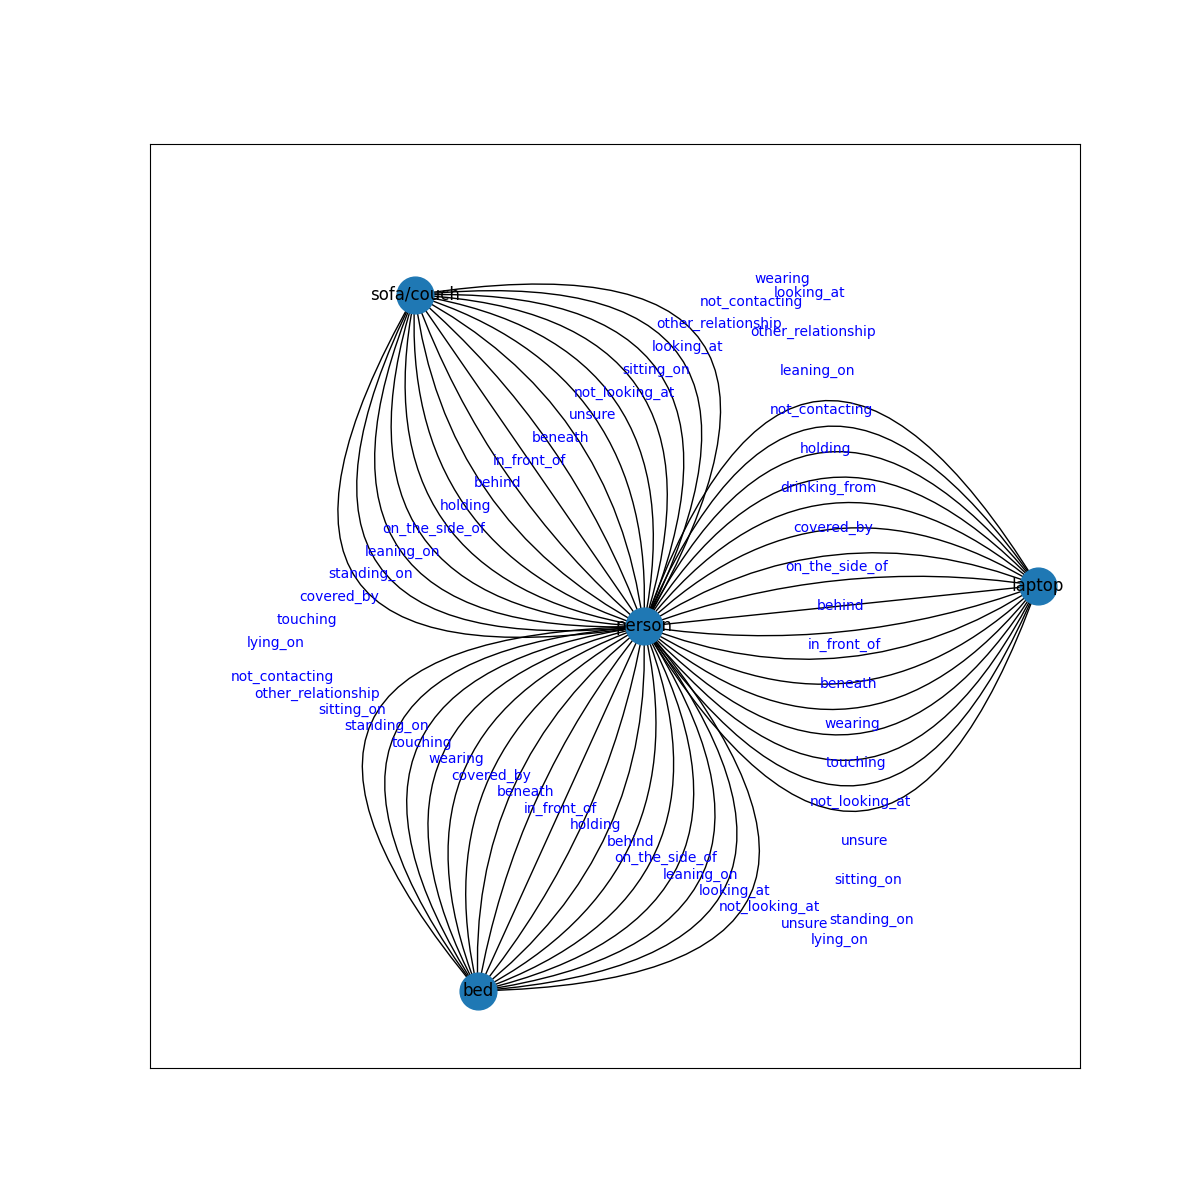 wearing
looking_at
not_contacting
sofa/couch
other_relationship
other_relationship
looking_at
sitting_on
leaning_on
not_looking_at
not_contacting
unsure
beneath
holding
in_front_of
behind
drinking_from
holding
on_the_side_of
covered_by
leaning_on
on_the_side_of
standing_on
laptop
covered_by
behind
touching
person
lying_on
in_front_of
not_contacting
beneath
other_relationship
sitting_on
standing_on
wearing
touching
wearing
touching
covered_by
beneath
not_looking_at
in_front_of
holding
behind
unsure
on_the_side_of
leaning_on
sitting_on
looking_at
not_looking_at
unsure
standing_on
lying_on
bed